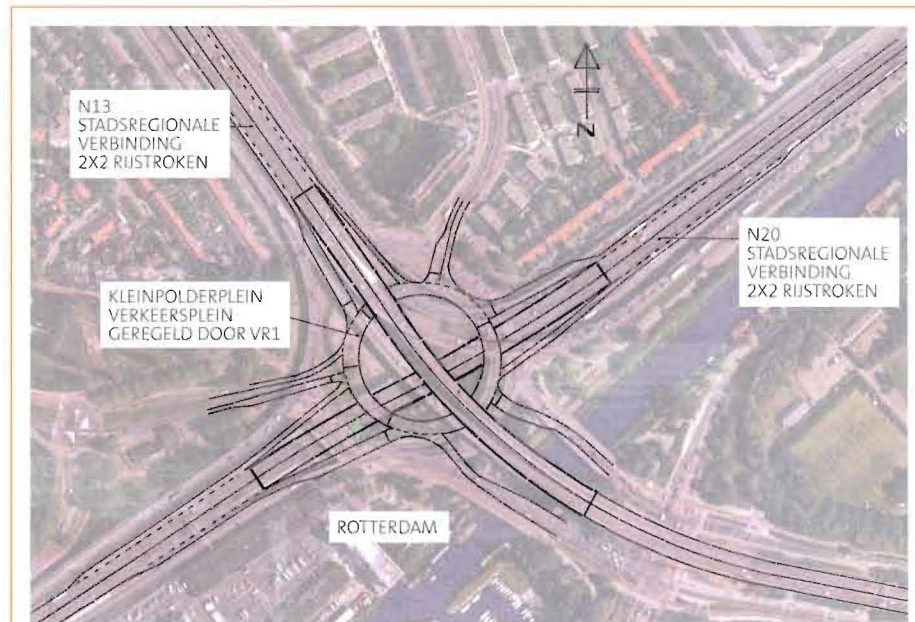 N13
STADSREGIONALE
VERBINDING
2X2 RIJSTROKEN
N
N20
STADSREGIONALE
VERBINDING
2X2 RIJSTROKEN
KLEINPOLDERPLEIN
VERKEERSPLEIN
GEREGELD DOOR VR1
ROTTERDAM